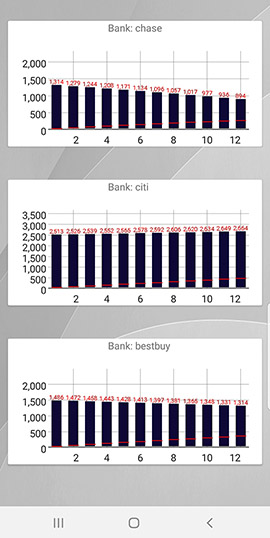 Bank: chase
2,000
1,500
1,000
500
0
1,314 1,279 1,244 1,208 1,171 1,134 1,096 1,057 1,017 977 936 894
2 4 6 8 10 12
Bank: citi
3,500
3,000
2,500
2,000
1,500
1,000
500
0
2,513 2,526 2,539 2,552 2,565 2,578 2,592 2,606 2,620 2,634 2,649 2,664
2 4 6 8 10 12
Bank: bestbuy
2,000
1,500
1,000
500
0
1,486 1,472 1,458 1,443 1,428 1,413 1,397 1,381 1,365 1,348 1,331 1,314
2 4 6 8 10 12